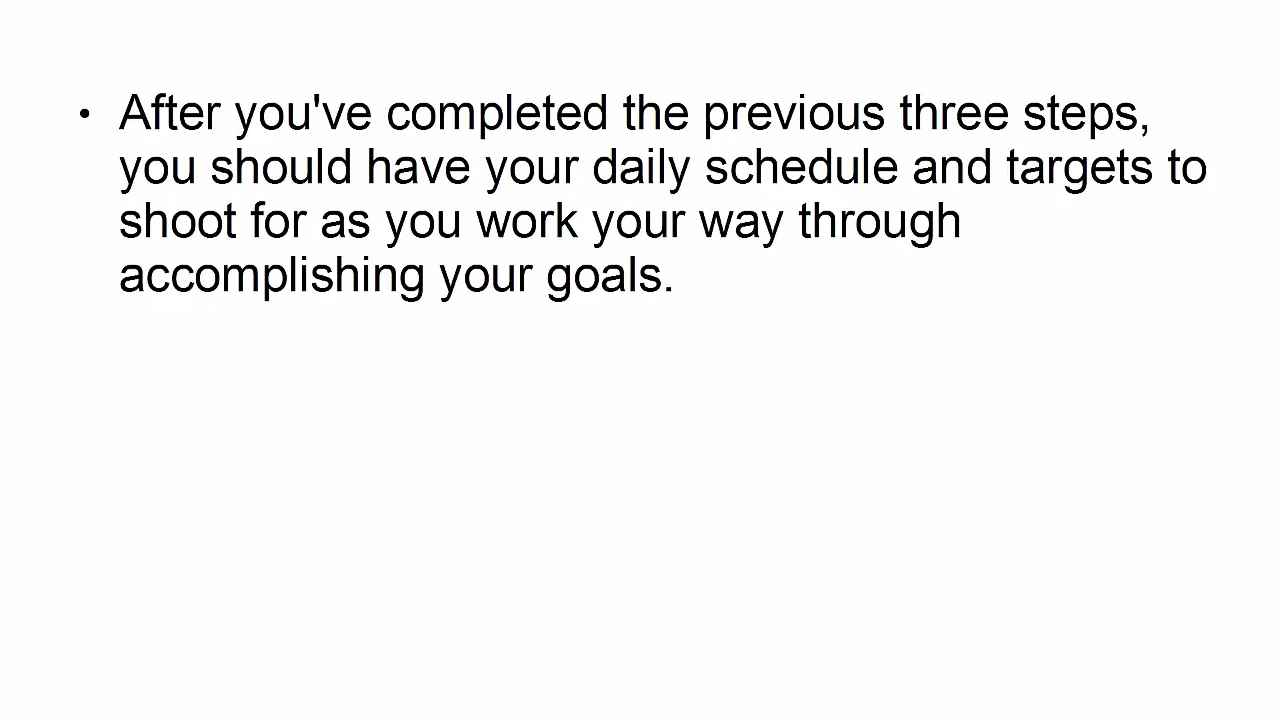 • After you've completed the previous three steps,
you should have your daily schedule and targets to
shoot for as you work your way through
accomplishing your goals.